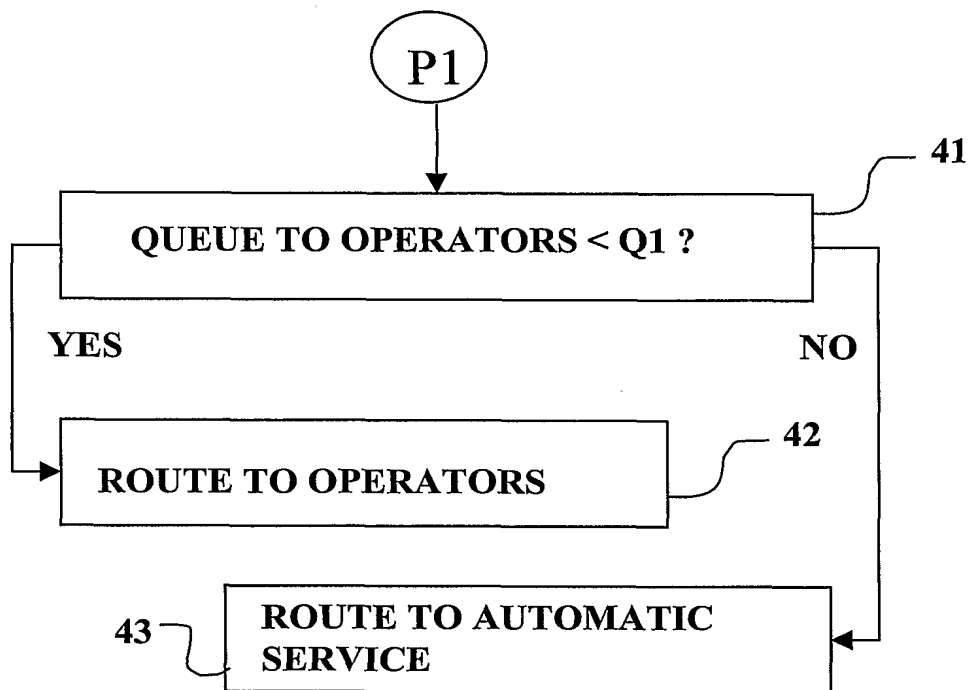 P1
41
QUEUE TO OPERATORS < Q1 ?
YES
NO
42
ROUTE TO OPERATORS
ROUTE TO AUTOMATIC
43
SERVICE